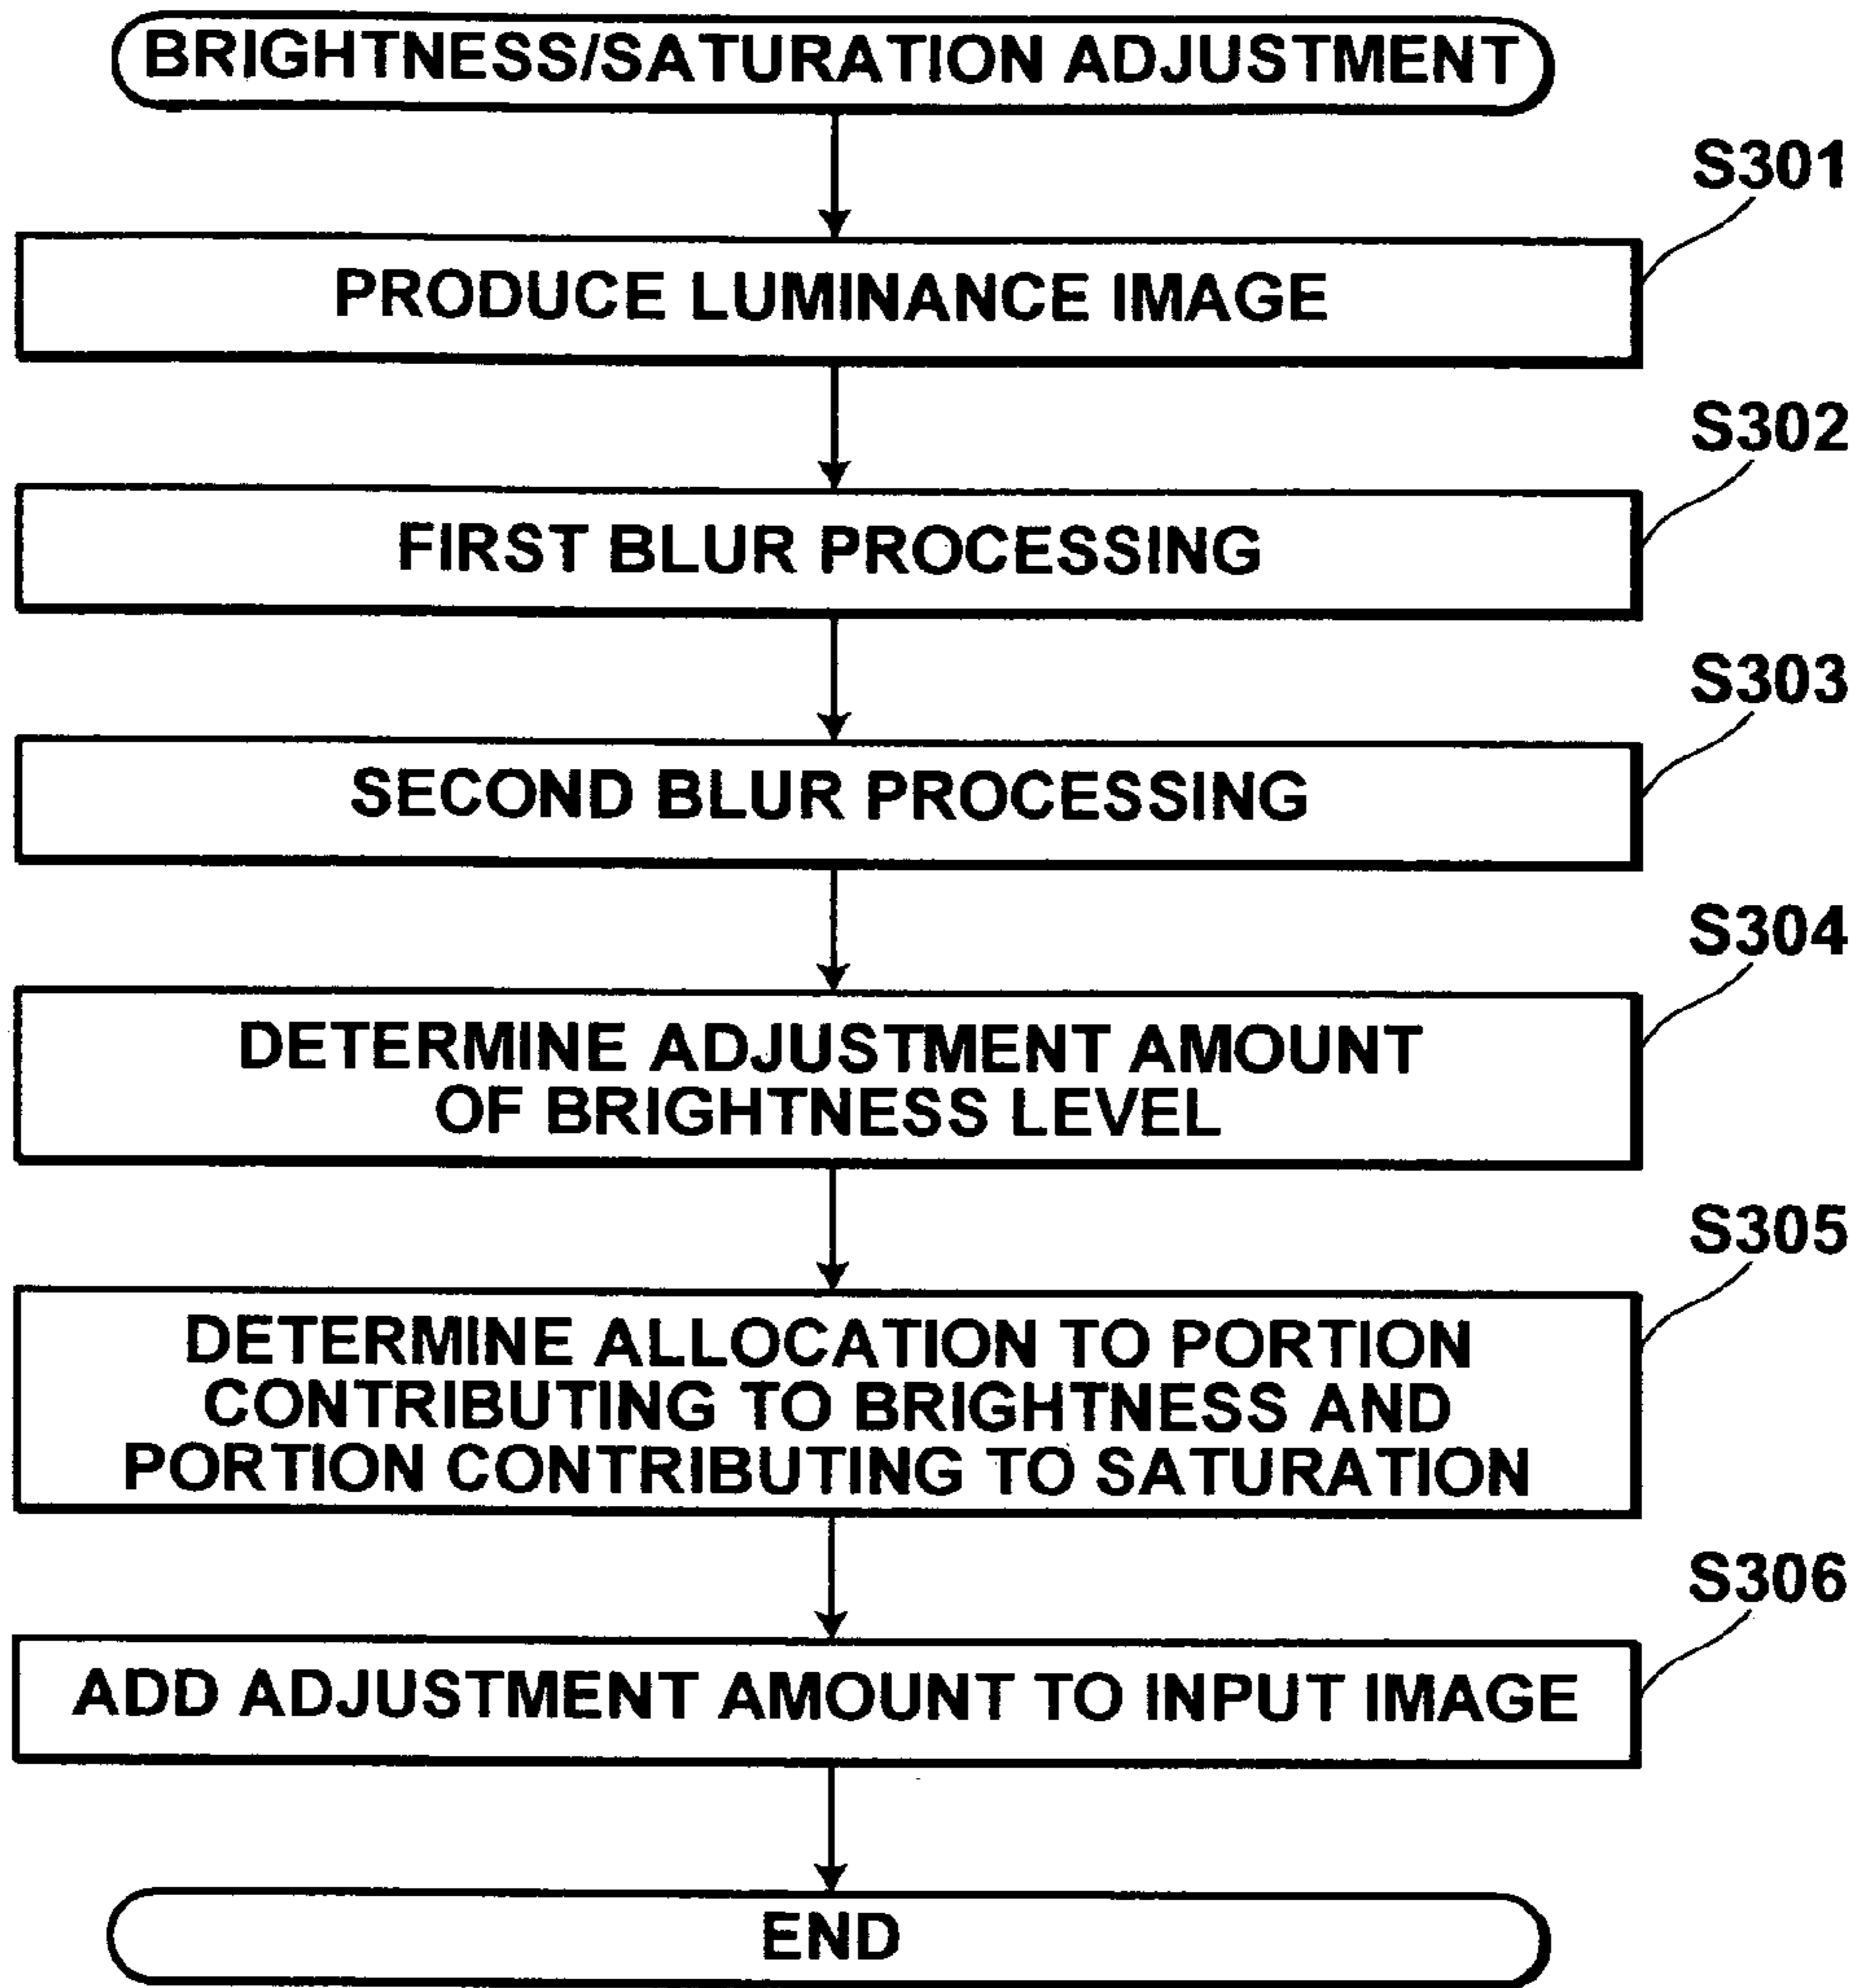 BRIGHTNESS/SATURATION ADJUSTMENT
S301
PRODUCE LUMINANCE IMAGE
S302
FIRST BLUR PROCESSING
S303
SECOND BLUR PROCESSING
S304
DETERMINE ADJUSTMENT AMOUNT
OF BRIGHTNESS LEVEL
S305
DETERMINE ALLOCATION TO PORTION
CONTRIBUTING TO BRIGHTNESS AND
PORTION CONTRIBUTING TO SATURATION
S306
ADD ADJUSTMENT AMOUNT TO INPUT IMAGE
END